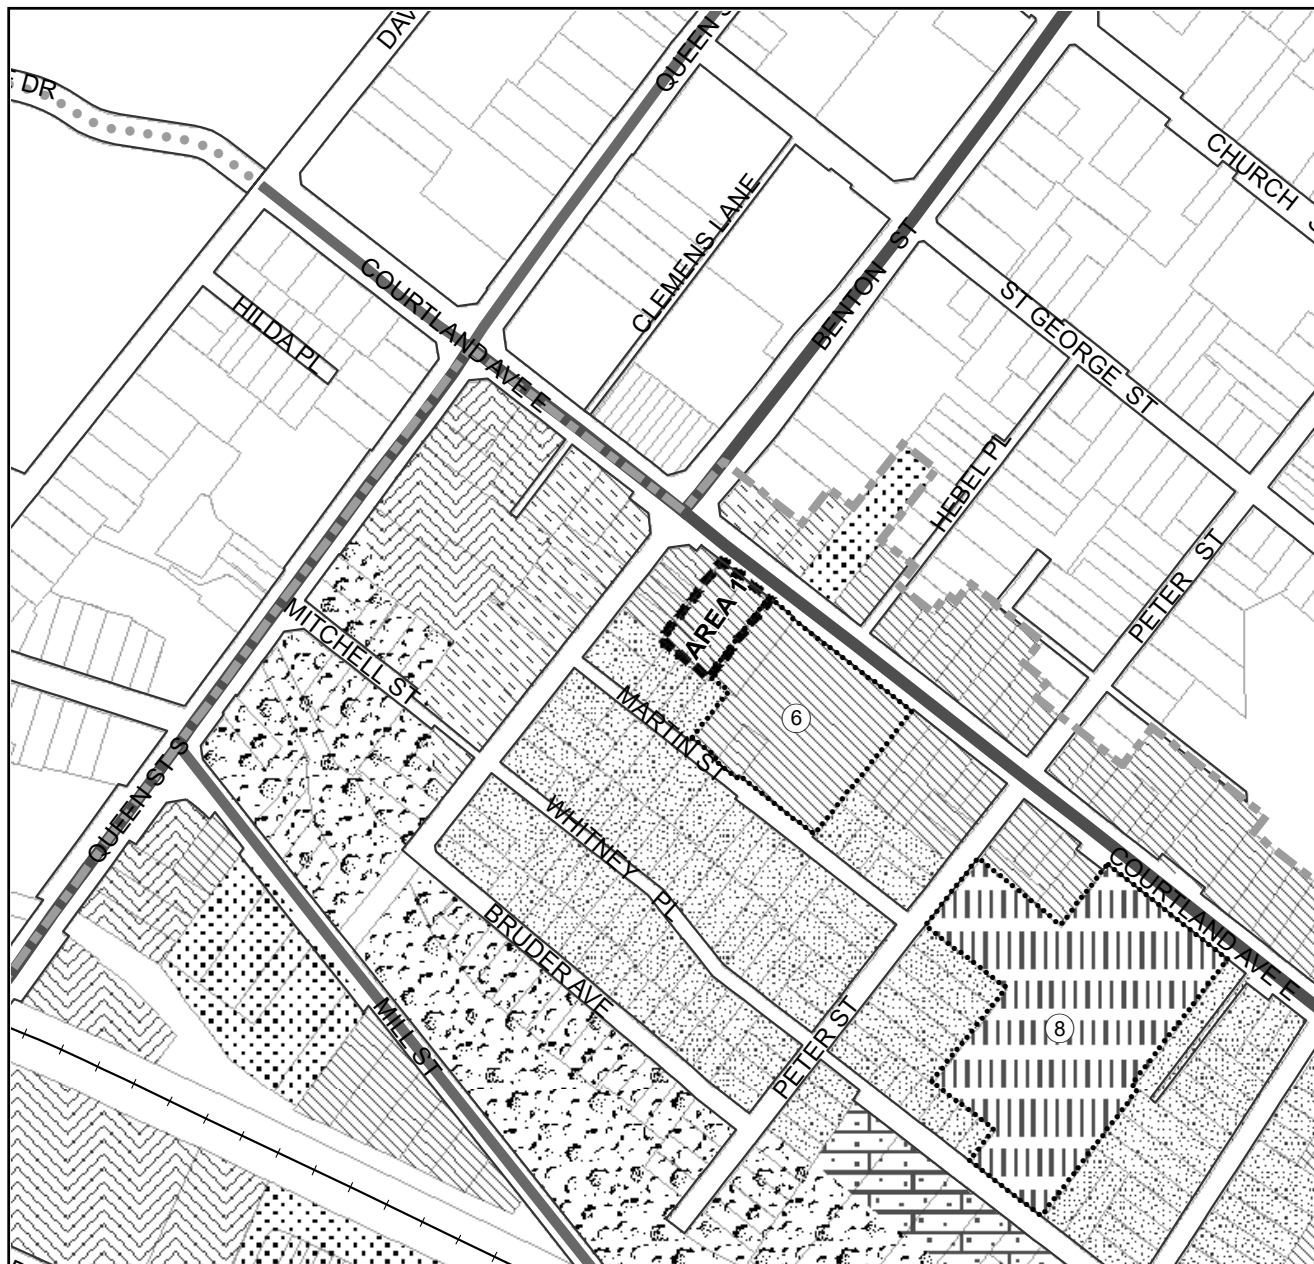 DAV
QUEEN S
DR
CHURCH S
CLEMENS LANE
BENTON ST
COURTLAND AVE E
HILDA PL
ST GEORGE ST
HEBEL PL
PETER ST
AREA 1
MITCHELL ST
MARTIN ST
6
QUEEN ST S
WHITNEY PL
COURTLAND AVE E
BRUDER AVE
MILL ST
PETER ST
8